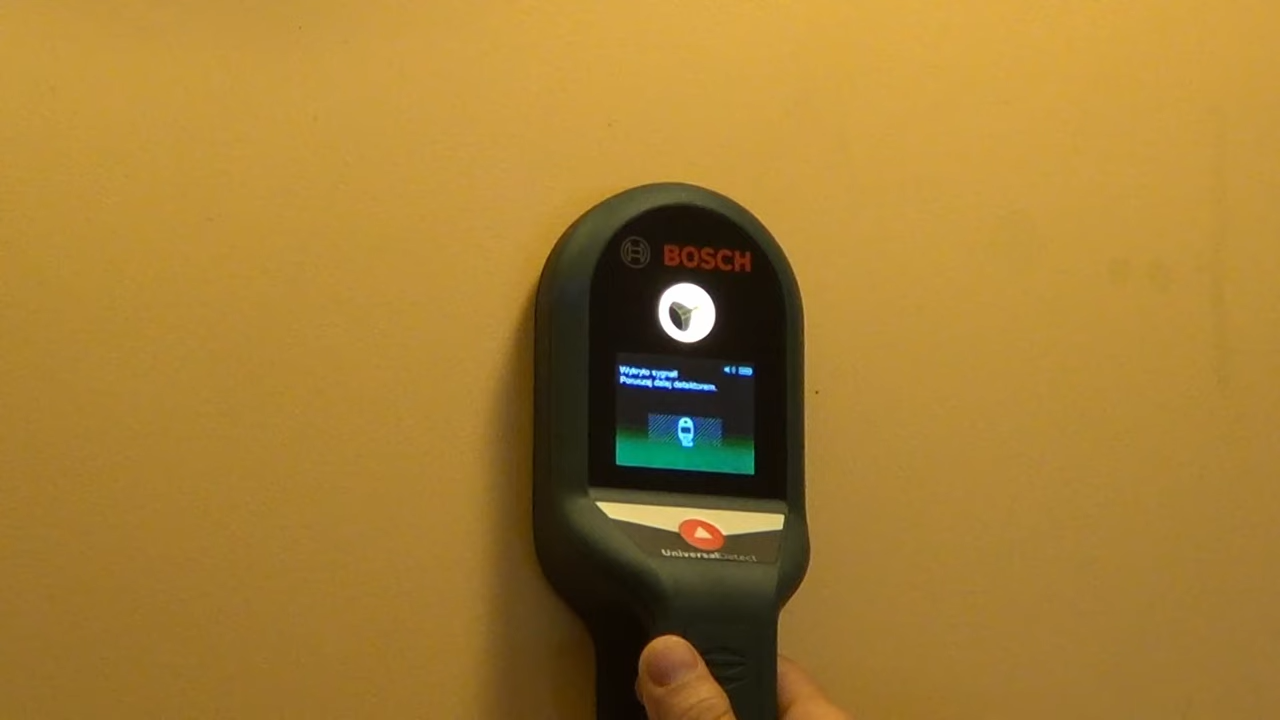 BOSCH
Wykryto sygnał!
Poruszaj dalej detektorem.
UniversalDetect